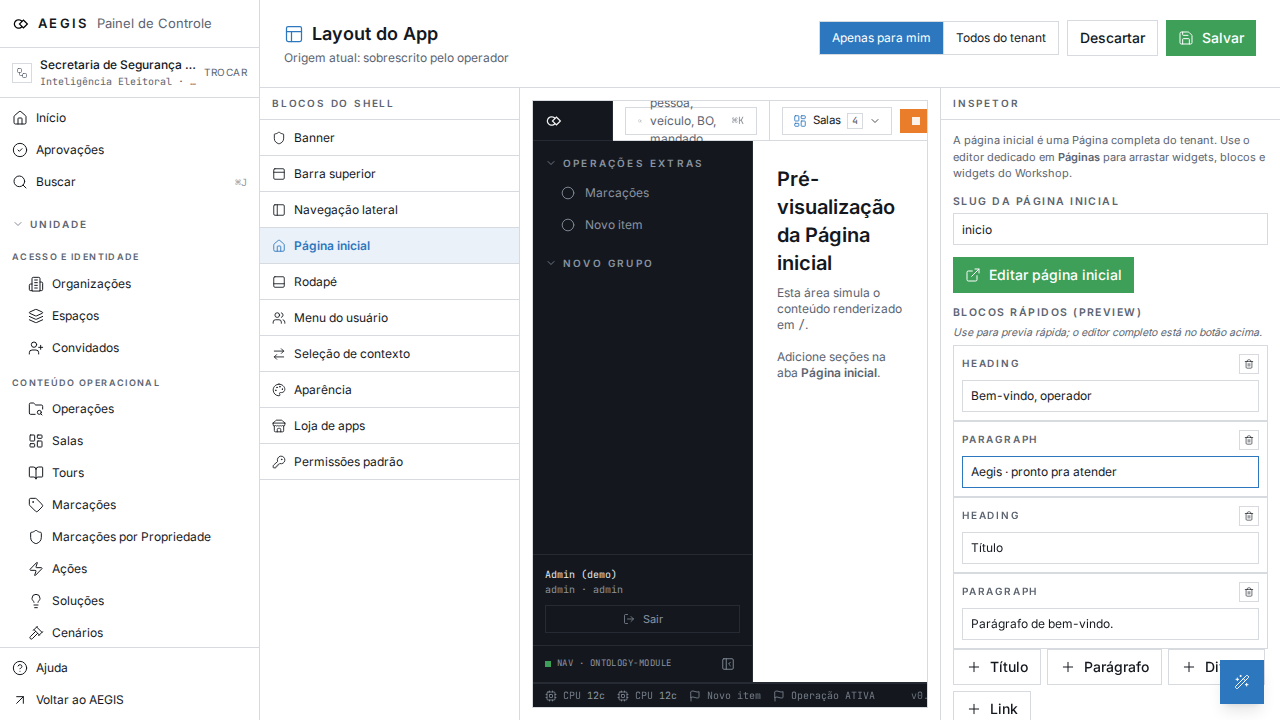 AEGIS Painel de Controle
Secretaria de Segurança ...
Inteligência Eleitoral · …
TROCAR
Início
Aprovações
Buscar ⌘J
UNIDADE
ACESSO E IDENTIDADE
Organizações
Espaços
Convidados
CONTEÚDO OPERACIONAL
Operações
Salas
Tours
Marcações
Marcações por Propriedade
Ações
Soluções
Cenários
Ajuda
Voltar ao AEGIS
Layout do App
Origem atual: sobrescrito pelo operador
Apenas para mim
Todos do tenant
Descartar
Salvar
BLOCOS DO SHELL
Banner
Barra superior
Navegação lateral
Página inicial
Rodapé
Menu do usuário
Seleção de contexto
Aparência
Loja de apps
Permissões padrão
pessoa,
veículo, BO,
mandado
⌘K
Salas 4
OPERAÇÕES EXTRAS
Marcações
Novo item
NOVO GRUPO
Admin (demo)
admin · admin
Sair
NAV · ONTOLOGY-MODULE
Pré-
visualização
da Página
inicial
Esta área simula o
conteúdo renderizado
em /.
Adicione seções na
aba Página inicial.
CPU 12c CPU 12c Novo item Operação ATIVA v0.
INSPETOR
A página inicial é uma Página completa do tenant. Use o
editor dedicado em Páginas para arrastar widgets, blocos e
widgets do Workshop.
SLUG DA PÁGINA INICIAL
inicio
Editar página inicial
BLOCOS RÁPIDOS (PREVIEW)
Use para previa rápida; o editor completo está no botão acima.
HEADING
Bem-vindo, operador
PARAGRAPH
Aegis · pronto pra atender
HEADING
Título
PARAGRAPH
Parágrafo de bem-vindo.
Título
Parágrafo
Link